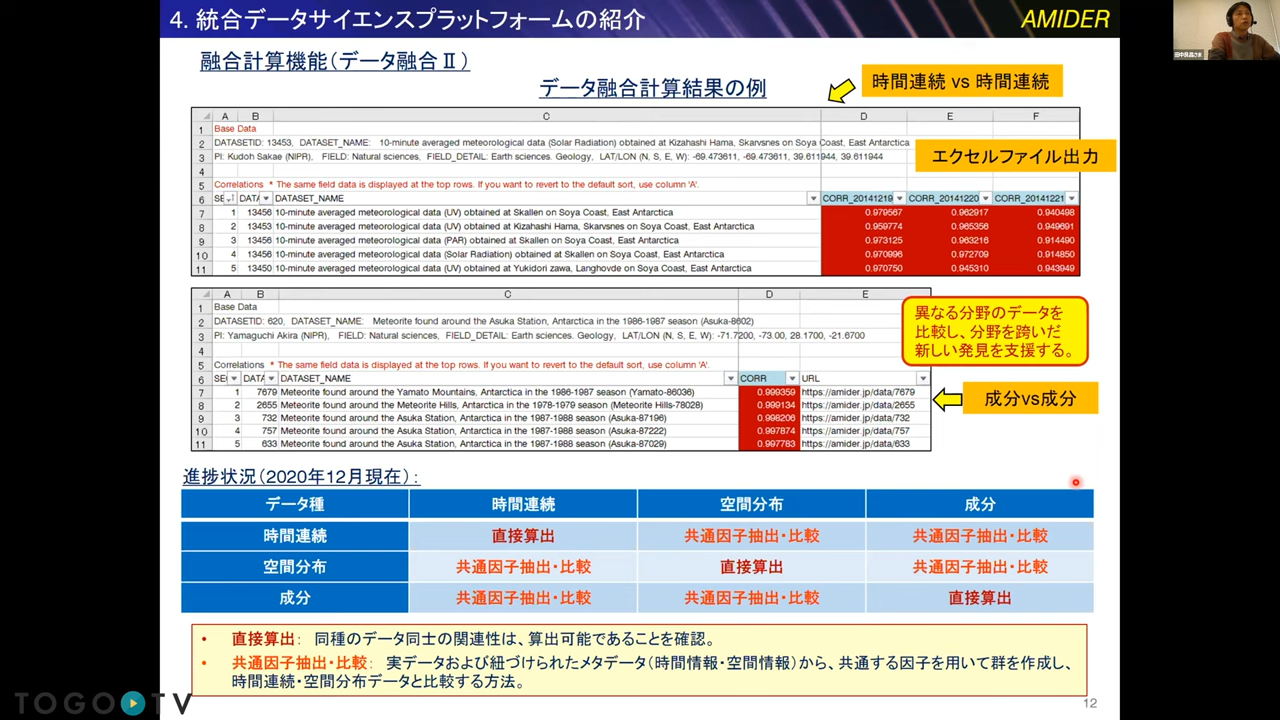 4. 統合データサイエンスプラットフォームの紹介
AMIDER
田中良昌さま
融合計算機能(データ融合Ⅱ)
データ融合計算結果の例
時間連続 vs 時間連続
A B C D E F
1 Base Data
2 DATASETID: 13453, DATASET_NAME: 10-minute averaged meteorological data (Solar Radiation) obtained at Kizahashi Hama, Skarvsnes on Soya Coast, East Antarctica
3 PI: Kudoh Sakae (NIPR), FIELD: Natural sciences, FIELD_DETAIL: Earth sciences. Geology, LAT/LON (N, S, E, W): -69.473611, -69.473611, 39.611944, 39.611944
エクセルファイル出力
4
5 Correlations * The same field data is displayed at the top rows. If you want to revert to the default sort, use column 'A'.
6 SE DATA DATASET_NAME CORR_20141219 CORR_20141220 CORR_20141221
7 1 13456 10-minute averaged meteorological data (UV) obtained at Skallen on Soya Coast, East Antarctica 0.979567 0.962917 0.940498
8 2 13453 10-minute averaged meteorological data (UV) obtained at Kizahashi Hama, Skarvsnes on Soya Coast, East Antarctica 0.959774 0.965356 0.949691
9 3 13456 10-minute averaged meteorological data (PAR) obtained at Skallen on Soya Coast, East Antarctica 0.973125 0.963216 0.914490
10 4 13456 10-minute averaged meteorological data (Solar Radiation) obtained at Skallen on Soya Coast, East Antarctica 0.970996 0.972709 0.914850
11 5 13450 10-minute averaged meteorological data (UV) obtained at Yukidori zawa, Langhovde on Soya Coast, East Antarctica 0.970750 0.945310 0.943949
A B C D E
1 Base Data
2 DATASETID: 620, DATASET_NAME: Meteorite found around the Asuka Station, Antarctica in the 1986-1987 season (Asuka-8602)
3 PI: Yamaguchi Akira (NIPR), FIELD: Natural sciences, FIELD_DETAIL: Earth sciences. Geology, LAT/LON (N, S, E, W): -71.7200, -73.00, 28.1700, -21.6700
4
5 Correlations * The same field data is displayed at the top rows. If you want to revert to the default sort, use column 'A'.
6 SE DATA DATASET_NAME CORR URL
7 1 7679 Meteorite found around the Yamato Mountains, Antarctica in the 1986-1987 season (Yamato-86036) 0.999359 https://amider.jp/data/7679
8 2 2655 Meteorite found around the Meteorite Hills, Antarctica in the 1978-1979 season (Meteorite Hills-78028) 0.999134 https://amider.jp/data/2655
9 3 732 Meteorite found around the Asuka Station, Antarctica in the 1987-1988 season (Asuka-87196) 0.998206 https://amider.jp/data/732
10 4 757 Meteorite found around the Asuka Station, Antarctica in the 1987-1988 season (Asuka-87222) 0.997874 https://amider.jp/data/757
11 5 633 Meteorite found around the Asuka Station, Antarctica in the 1987-1988 season (Asuka-87029) 0.997783 https://amider.jp/data/633
異なる分野のデータを
比較し、分野を跨いだ
新しい発見を支援する。
成分vs成分
進捗状況(2020年12月現在):
データ種 時間連続 空間分布 成分
時間連続 直接算出 共通因子抽出・比較 共通因子抽出・比較
空間分布 共通因子抽出・比較 直接算出 共通因子抽出・比較
成分 共通因子抽出・比較 共通因子抽出・比較 直接算出
• 直接算出: 同種のデータ同士の関連性は、算出可能であることを確認。
• 共通因子抽出・比較: 実データおよび紐づけられたメタデータ(時間情報・空間情報)から、共通する因子を用いて群を作成し、
時間連続・空間分布データと比較する方法。
TOGO TV
12